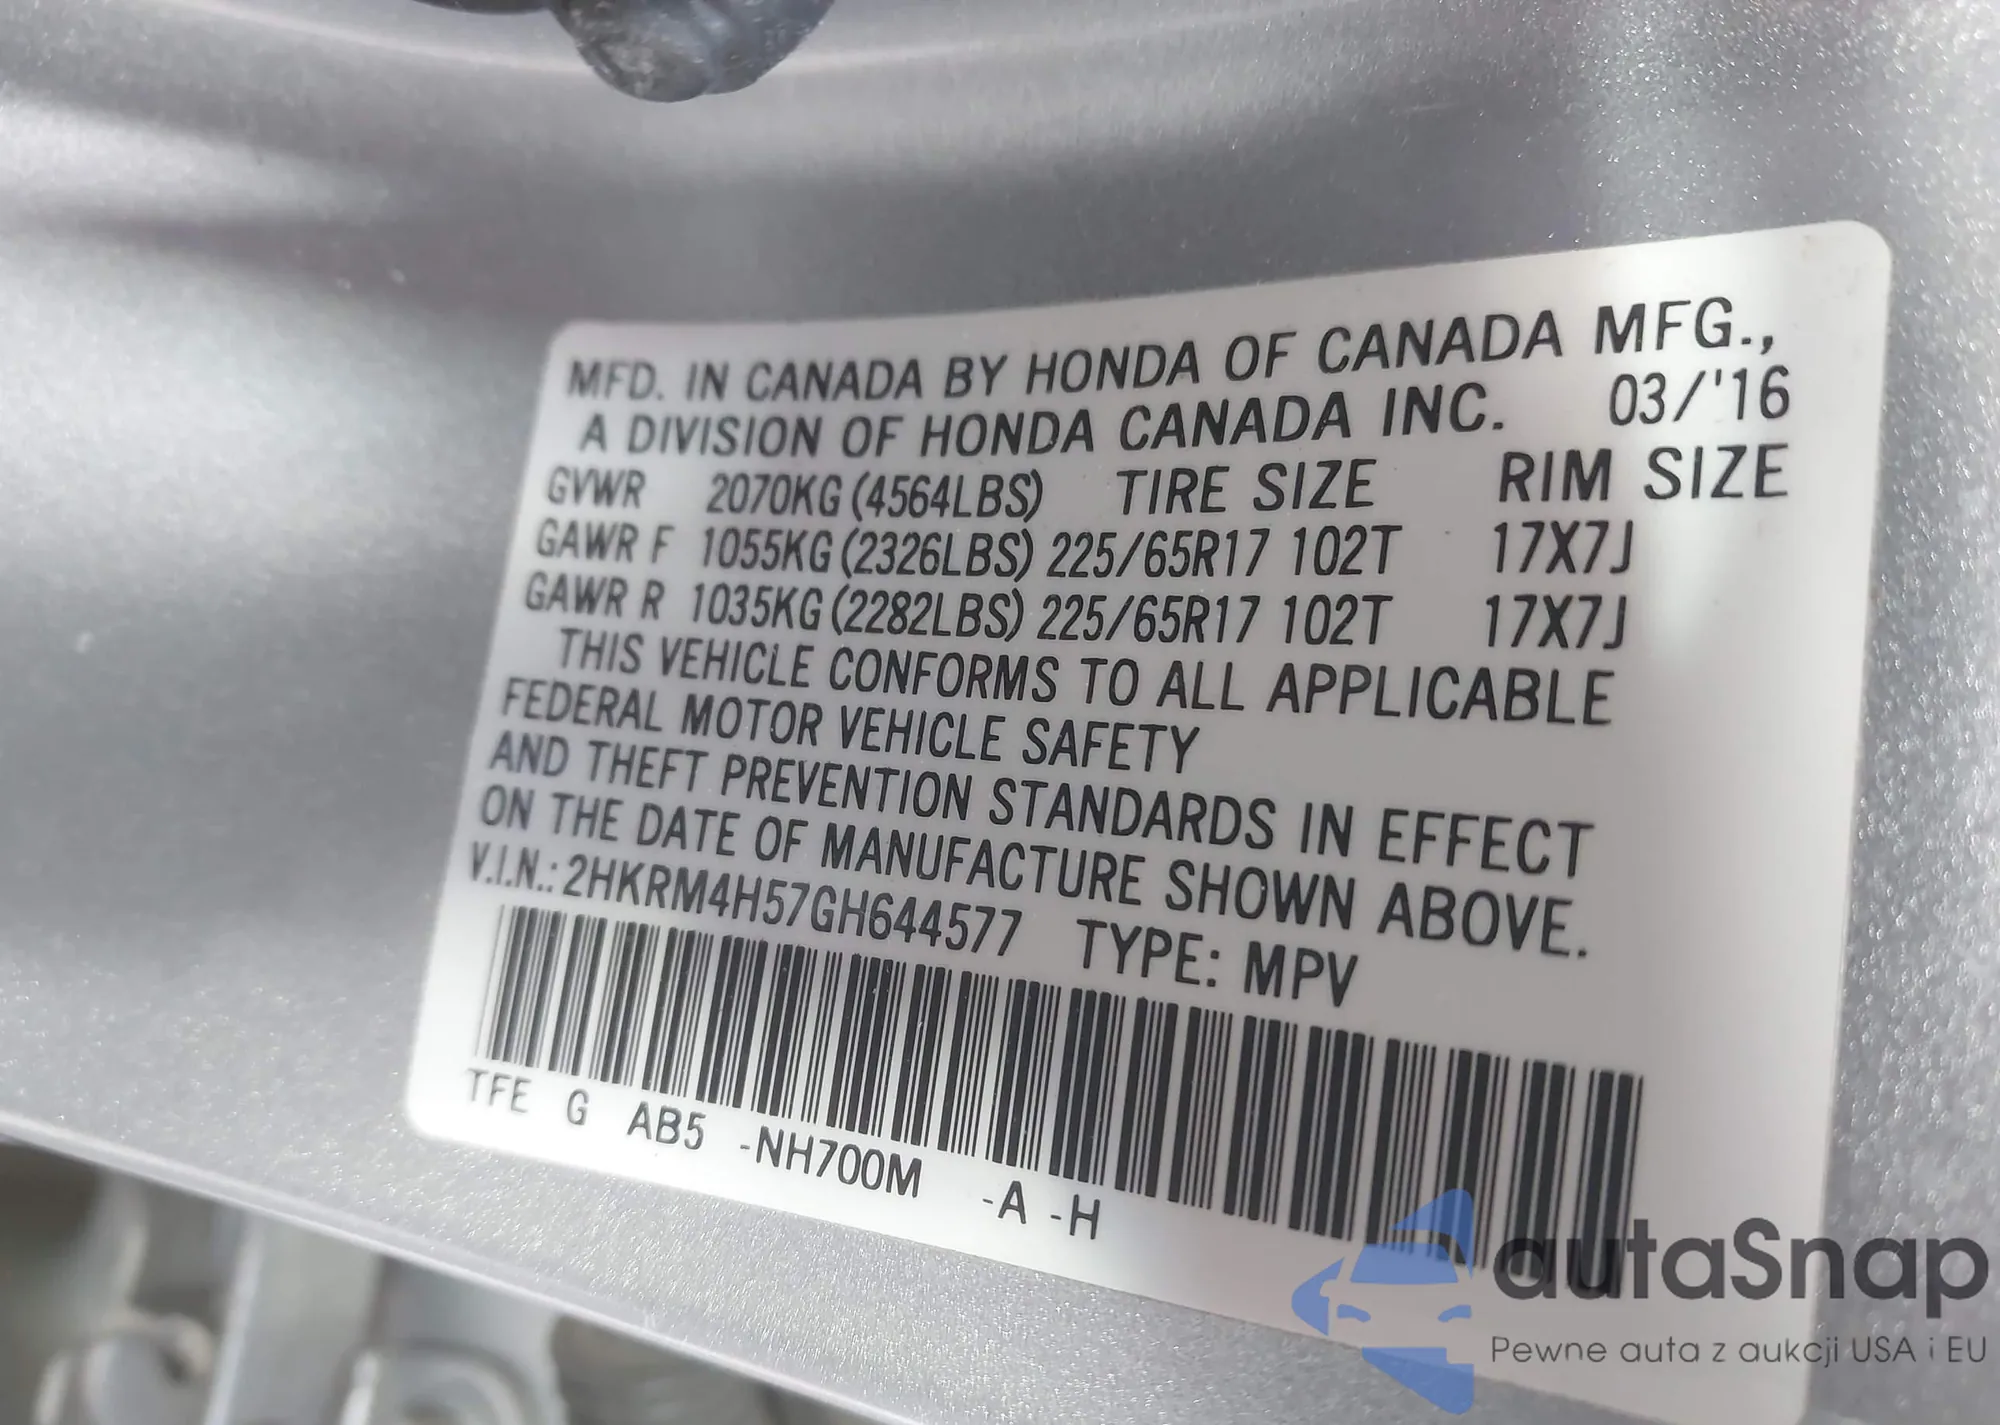 MFD. IN CANADA BY HONDA OF CANADA MFG.,
A DIVISION OF HONDA CANADA INC. 03/'16
GVWR 2070KG (4564LBS) TIRE SIZE RIM SIZE
GAWR F 1055KG (2326LBS) 225/65R17 102T 17X7J
GAWR R 1035KG (2282LBS) 225/65R17 102T 17X7J
THIS VEHICLE CONFORMS TO ALL APPLICABLE
FEDERAL MOTOR VEHICLE SAFETY
AND THEFT PREVENTION STANDARDS IN EFFECT
ON THE DATE OF MANUFACTURE SHOWN ABOVE.
V.I.N.: 2HKRM4H57GH644577 TYPE: MPV
TFE G AB5 -NH700M -A -H
autaSnap
Pewne auta z aukcji USA i EU